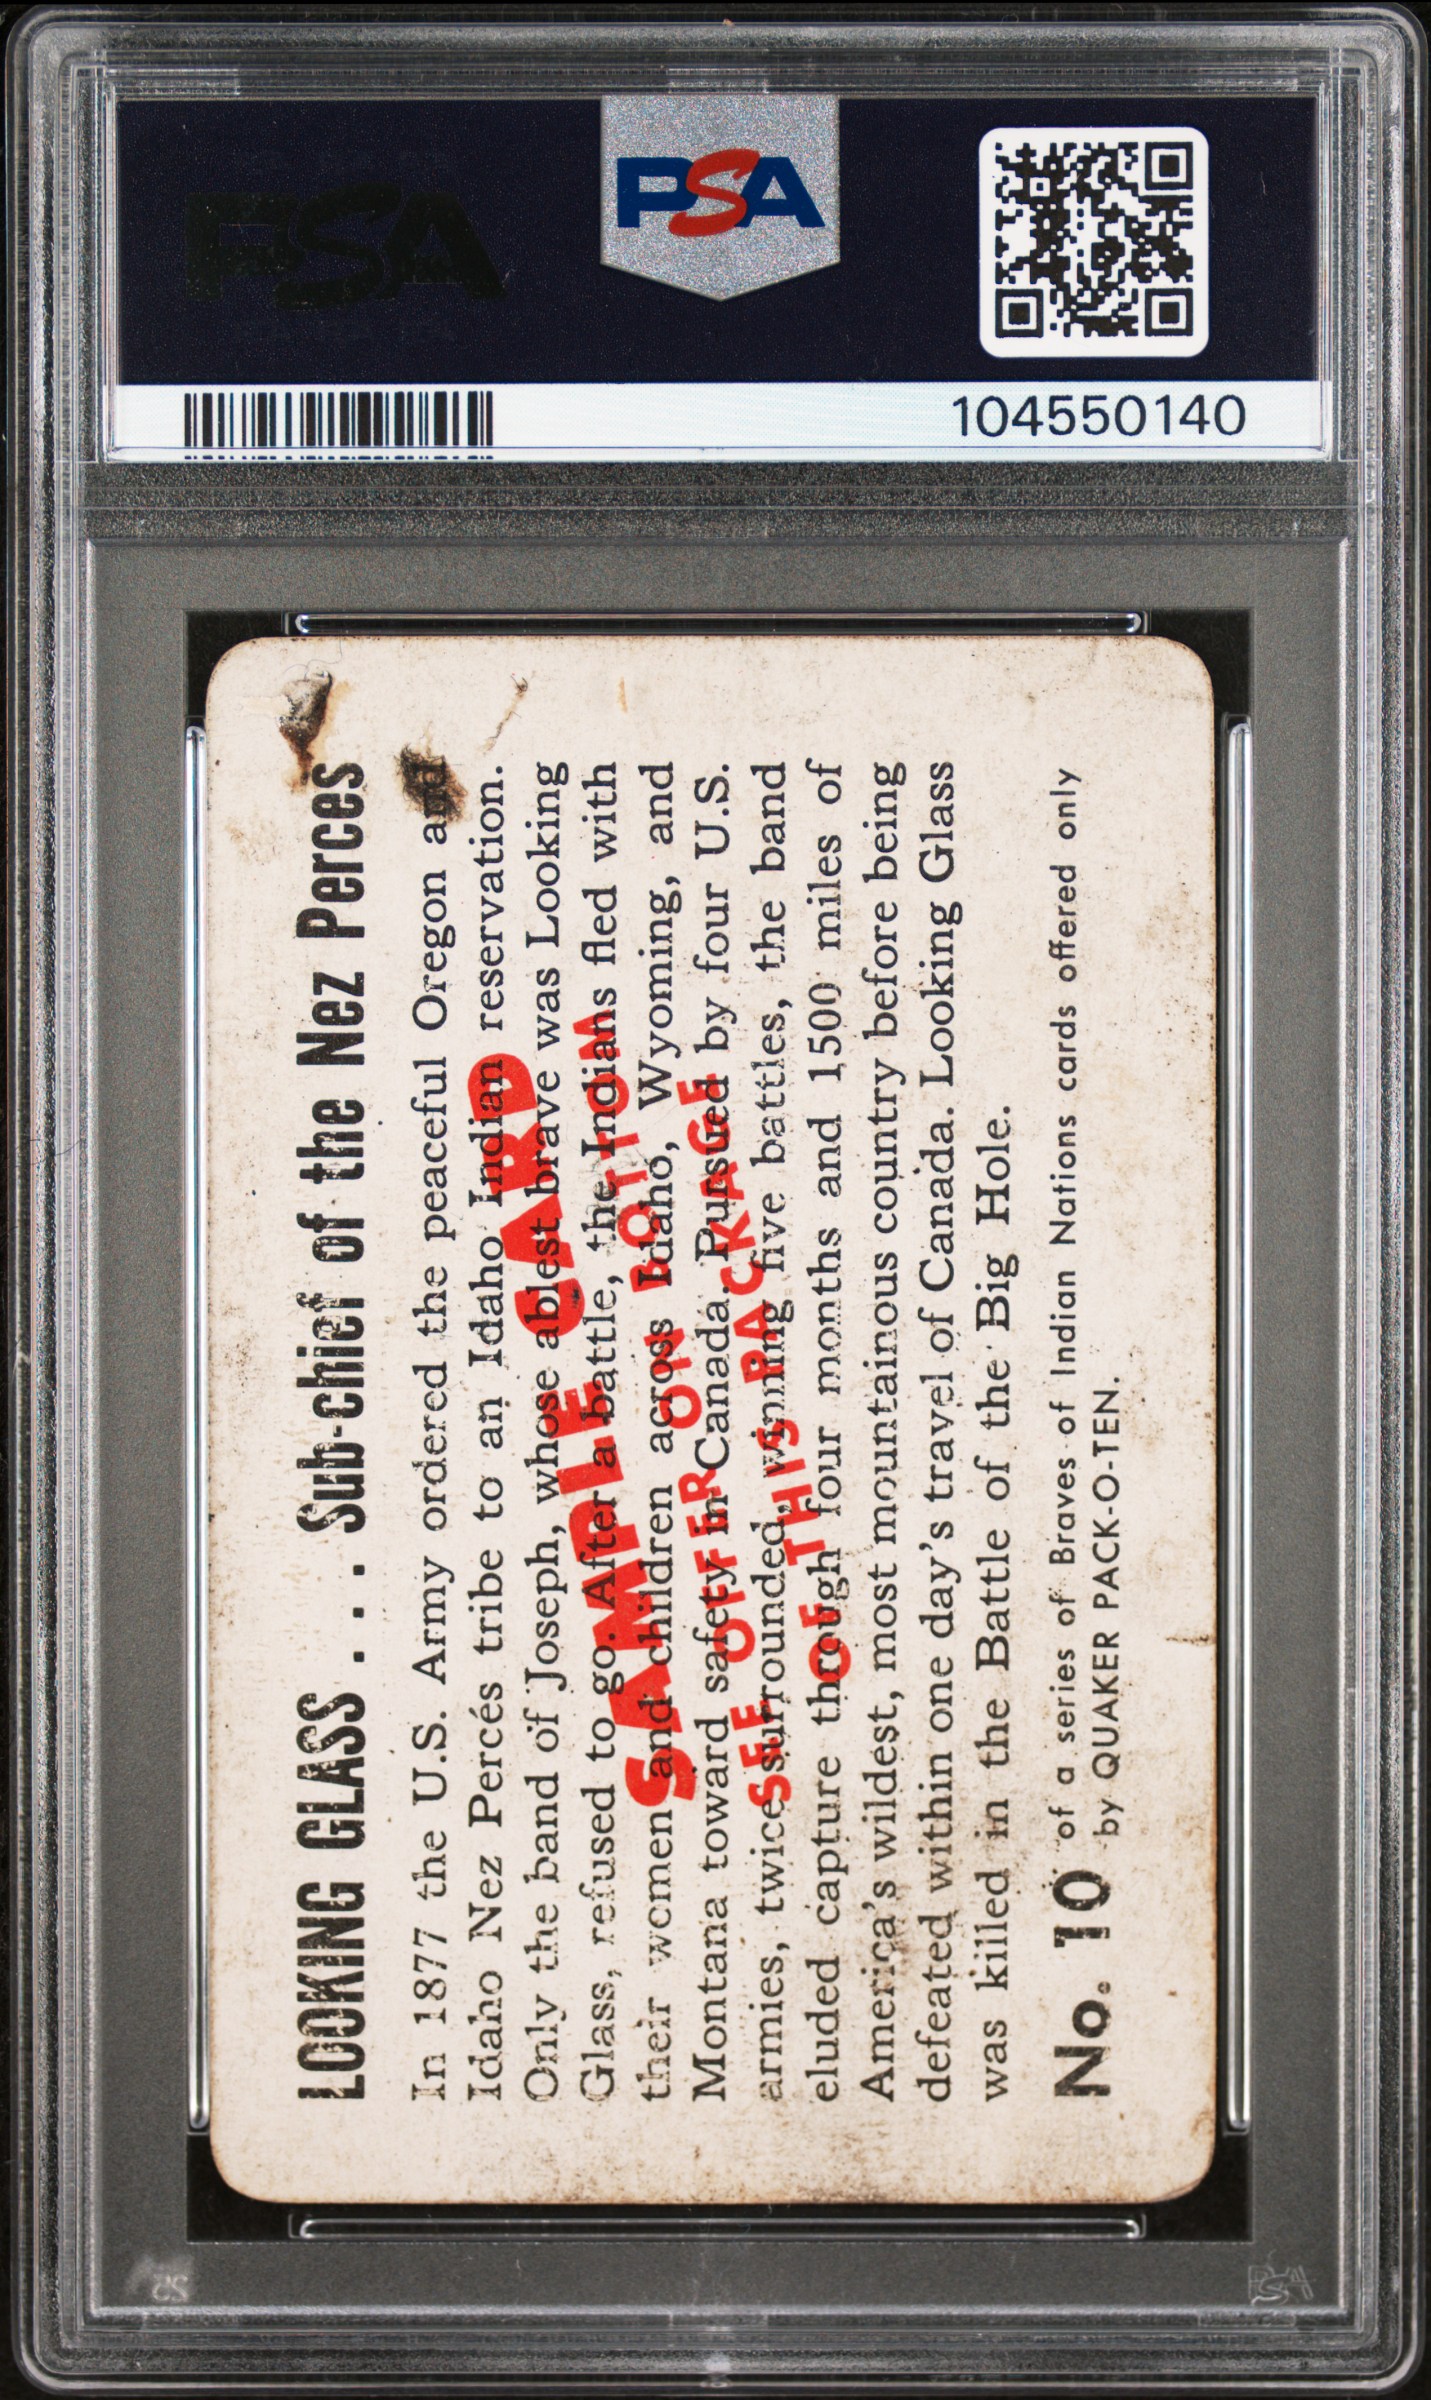 PSA
PSA
104550140
LOOKING GLASS . . . Sub-chief of the Nez Perces
In 1877 the U.S. Army ordered the peaceful Oregon and
Idaho Nez Percés tribe to an Idaho Indian reservation.
Only the band of Joseph, whose ablest brave was Looking
Glass, refused to go. After a battle, the Indians fled with
their women and children across Idaho, Wyoming, and
Montana toward safety in Canada. Pursued by four U.S.
armies, twice surrounded, winning five battles, the band
eluded capture through four months and 1500 miles of
America's wildest, most mountainous country before being
defeated within one day's travel of Canada. Looking Glass
was killed in the Battle of the Big Hole.
SAMPLE CARD
SEE OFFER ON BOTTOM
OF THIS PACKAGE
No. 10 of a series of Braves of Indian Nations cards offered only
by QUAKER PACK-O-TEN.
PSA